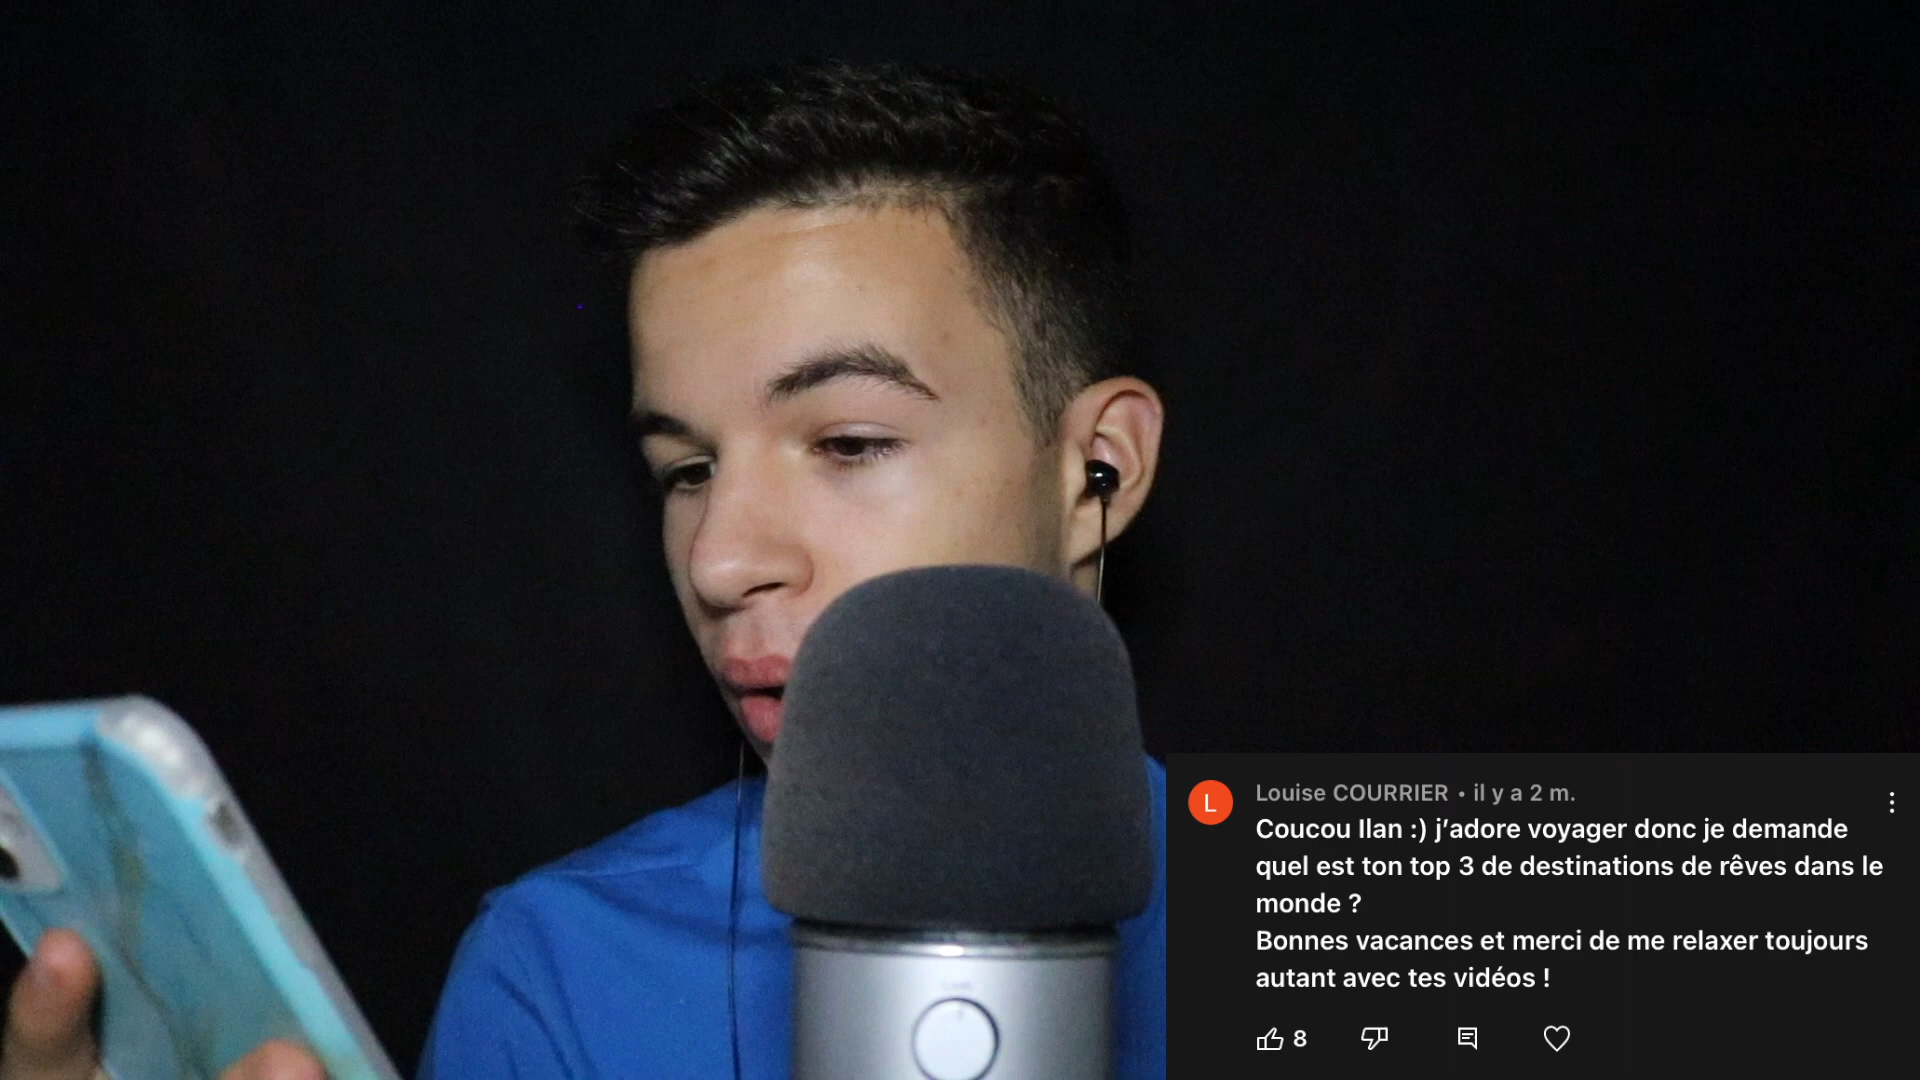 L
Louise COURRIER • il y a 2 m.
Coucou Ilan :) j’adore voyager donc je demande
quel est ton top 3 de destinations de rêves dans le
monde ?
Bonnes vacances et merci de me relaxer toujours
autant avec tes vidéos !
8